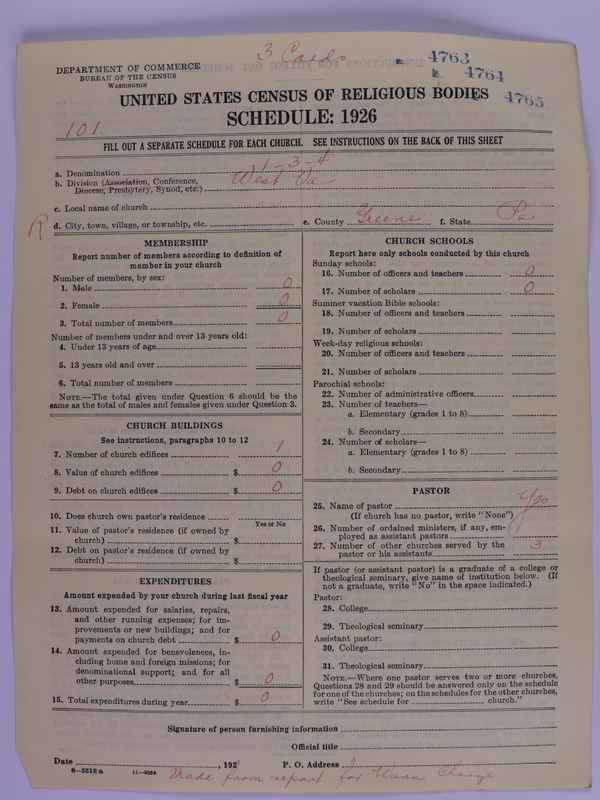 3 Cards
4763
4764
4765
DEPARTMENT OF COMMERCE
BUREAU OF THE CENSUS
WASHINGTON
UNITED STATES CENSUS OF RELIGIOUS BODIES
SCHEDULE: 1926
101
FILL OUT A SEPARATE SCHEDULE FOR EACH CHURCH. SEE INSTRUCTIONS ON THE BACK OF THIS SHEET
a. Denomination 1-3-4
b. Division (Association, Conference, Diocese, Presbytery, Synod, etc.) West Va
c. Local name of church
R
d. City, town, village, or township, etc. e. County Greene f. State Pa
MEMBERSHIP
Report number of members according to definition of
member in your church
Number of members, by sex:
1. Male 0
2. Female 0
3. Total number of members 0
Number of members under and over 13 years old:
4. Under 13 years of age
5. 13 years old and over
6. Total number of members
NOTE.—The total given under Question 6 should be
same as the total of males and females given under Question 3.
CHURCH BUILDINGS
See instructions, paragraphs 10 to 12
7. Number of church edifices 1
8. Value of church edifices $ 0
9. Debt on church edifices $ 0
10. Does church own pastor's residence
Yes or No
11. Value of pastor's residence (if owned by
church) $
12. Debt on pastor's residence (if owned by
church) $
EXPENDITURES
Amount expended by your church during last fiscal year
13. Amount expended for salaries, repairs,
and other running expenses; for im-
provements or new buildings; and for
payments on church debt $ 0
14. Amount expended for benevolences, in-
cluding home and foreign missions; for
denominational support; and for all
other purposes $ 0
15. Total expenditures during year $ 0
CHURCH SCHOOLS
Report here only schools conducted by this church
Sunday schools:
16. Number of officers and teachers 0
17. Number of scholars 0
Summer vacation Bible schools:
18. Number of officers and teachers
19. Number of scholars
Week-day religious schools:
20. Number of officers and teachers
21. Number of scholars
Parochial schools:
22. Number of administrative officers
23. Number of teachers—
a. Elementary (grades 1 to 8)
b. Secondary
24. Number of scholars—
a. Elementary (grades 1 to 8)
b. Secondary
PASTOR
25. Name of pastor Yes
(If church has no pastor, write "None")
26. Number of ordained ministers, if any, em-
ployed as assistant pastors
27. Number of other churches served by the
pastor or his assistants 3
If pastor (or assistant pastor) is a graduate of a college or
theological seminary, give name of institution below. (If
not a graduate, write "No" in the space indicated.)
Pastor:
28. College
29. Theological seminary
Assistant pastor:
30. College
31. Theological seminary
NOTE.—Where one pastor serves two or more churches,
Questions 28 and 29 should be answered only on the schedule
for one of the churches; on the schedules for the other churches,
write "See schedule for church."
Signature of person furnishing information
Official title
Date , 192 P. O. Address
8—5518 a 11—9034
Made from report for Wana Charge